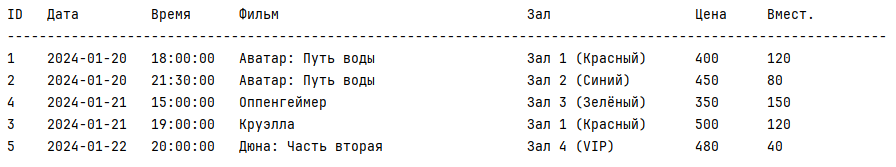 ID   Дата         Время      Фильм                               Зал                  Цена     Вмест.
--------------------------------------------------------------------------------------------------------------
1    2024-01-20   18:00:00   Аватар: Путь воды                   Зал 1 (Красный)      400      120
2    2024-01-20   21:30:00   Аватар: Путь воды                   Зал 2 (Синий)        450      80
4    2024-01-21   15:00:00   Оппенгеймер                         Зал 3 (Зелёный)      350      150
3    2024-01-21   19:00:00   Круэлла                             Зал 1 (Красный)      500      120
5    2024-01-22   20:00:00   Дюна: Часть вторая                  Зал 4 (VIP)          480      40